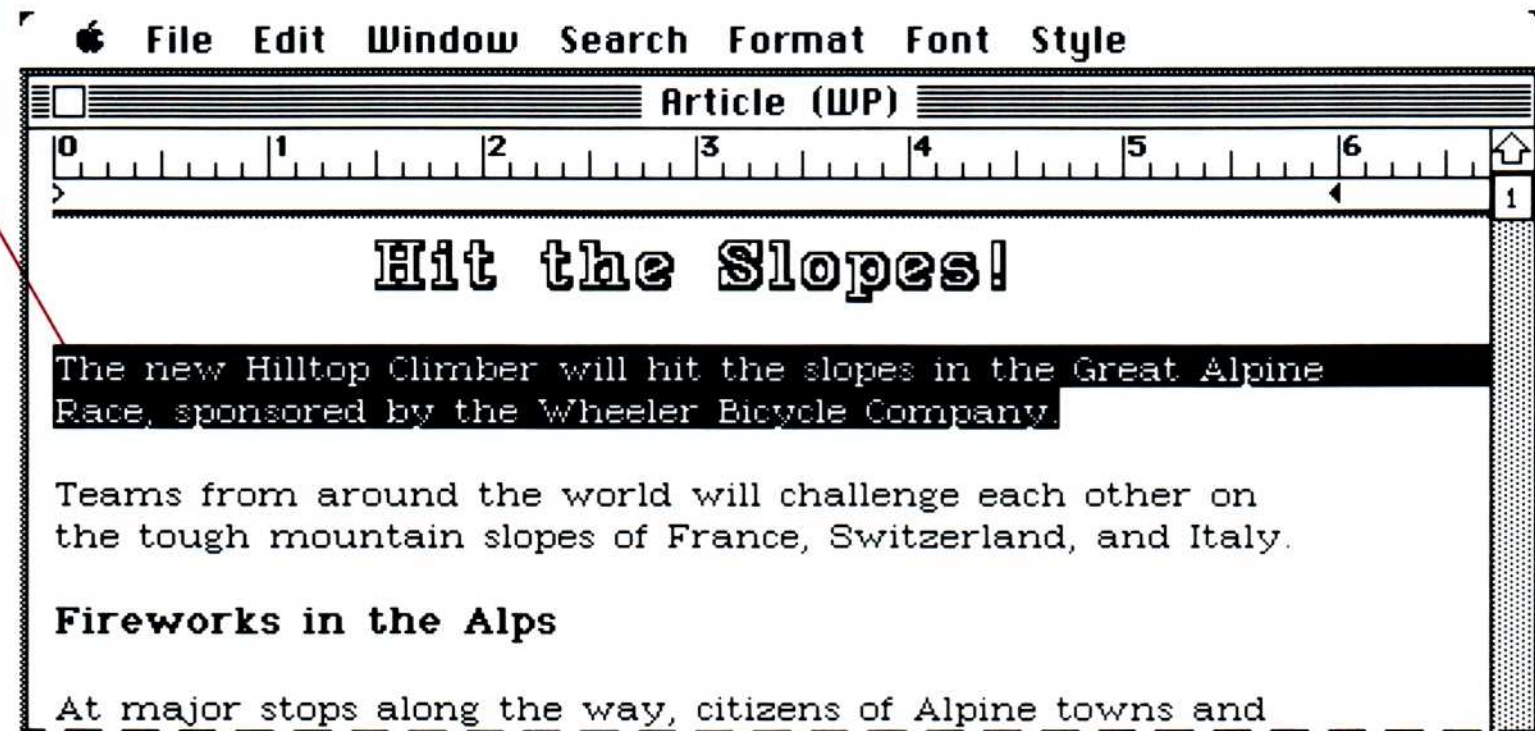 File Edit Window Search Format Font Style
Article (WP)
0 1 2 3 4 5 6
1
Hit the Slopes!
The new Hilltop Climber will hit the slopes in the Great Alpine
Race, sponsored by the Wheeler Bicycle Company.
Teams from around the world will challenge each other on
the tough mountain slopes of France, Switzerland, and Italy.
Fireworks in the Alps
At major stops along the way, citizens of Alpine towns and